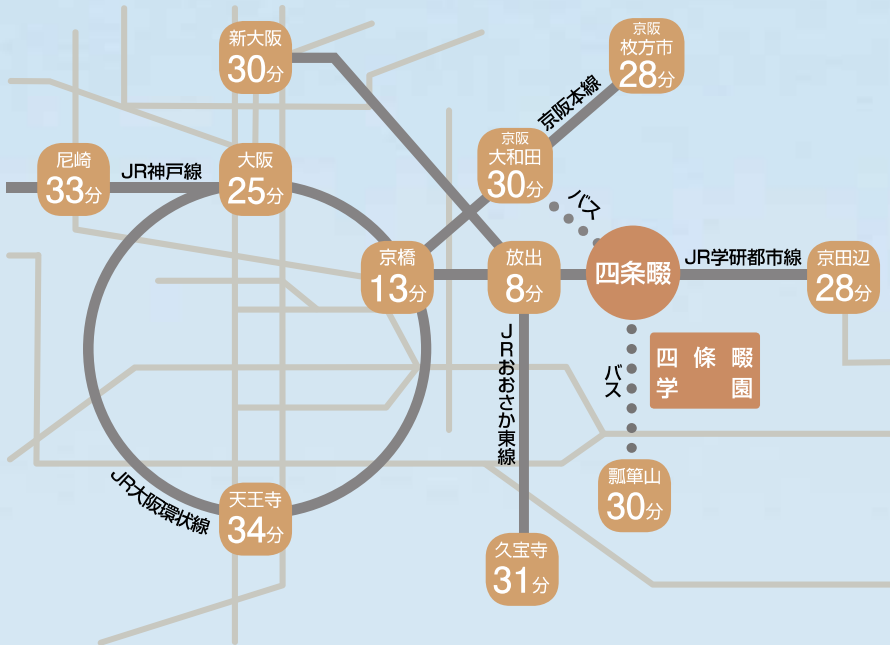 新大阪
30分
京阪
枚方市
28分
京阪本線
京阪
大和田
30分
バス
尼崎
33分
JR神戸線
大阪
25分
京橋
13分
放出
8分
四条畷
JR学研都市線
京田辺
28分
JRおおさか東線
バス
四條畷
学園
JR大阪環状線
天王寺
34分
瓢箪山
30分
久宝寺
31分